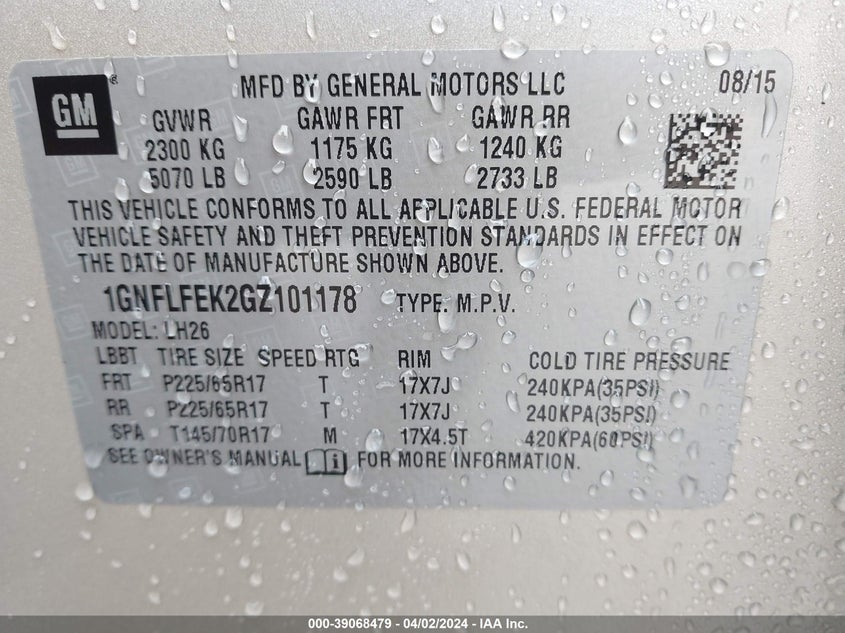 GM
®
MFD BY GENERAL MOTORS LLC 08/15
GVWR GAWR FRT GAWR RR
2300 KG 1175 KG 1240 KG
5070 LB 2590 LB 2733 LB
THIS VEHICLE CONFORMS TO ALL APPLICABLE U.S. FEDERAL MOTOR
VEHICLE SAFETY AND THEFT PREVENTION STANDARDS IN EFFECT ON
THE DATE OF MANUFACTURE SHOWN ABOVE.
1GNFLFEK2GZ101178 TYPE: M.P.V.
MODEL: LH26
LBBT TIRE SIZE SPEED RTG RIM COLD TIRE PRESSURE
FRT P225/65R17 T 17X7J 240KPA(35PSI)
RR P225/65R17 T 17X7J 240KPA(35PSI)
SPA T145/70R17 M 17X4.5T 420KPA(60PSI)
SEE OWNER'S MANUAL i FOR MORE INFORMATION.
000-39068479 — 04/02/2024 — IAA Inc.